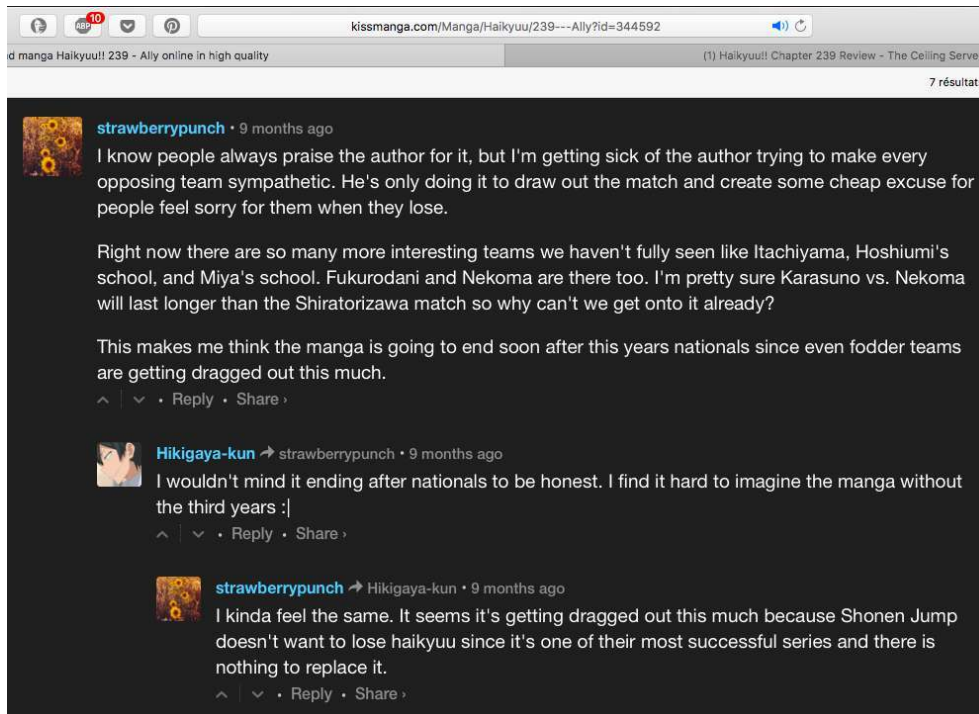 ABP
10
kissmanga.com/Manga/Haikyuu/239---Ally?id=344592
d manga Haikyuu!! 239 - Ally online in high quality
(1) Haikyuu!! Chapter 239 Review - The Ceiling Serve
7 résultat
strawberrypunch • 9 months ago
I know people always praise the author for it, but I'm getting sick of the author trying to make every
opposing team sympathetic. He's only doing it to draw out the match and create some cheap excuse for
people feel sorry for them when they lose.
Right now there are so many more interesting teams we haven't fully seen like Itachiyama, Hoshiumi's
school, and Miya's school. Fukurodani and Nekoma are there too. I'm pretty sure Karasuno vs. Nekoma
will last longer than the Shiratorizawa match so why can't we get onto it already?
This makes me think the manga is going to end soon after this years nationals since even fodder teams
are getting dragged out this much.
• Reply • Share ›
Hikigaya-kun strawberrypunch • 9 months ago
I wouldn't mind it ending after nationals to be honest. I find it hard to imagine the manga without
the third years :|
• Reply • Share ›
strawberrypunch Hikigaya-kun • 9 months ago
I kinda feel the same. It seems it's getting dragged out this much because Shonen Jump
doesn't want to lose haikyuu since it's one of their most successful series and there is
nothing to replace it.
• Reply • Share ›